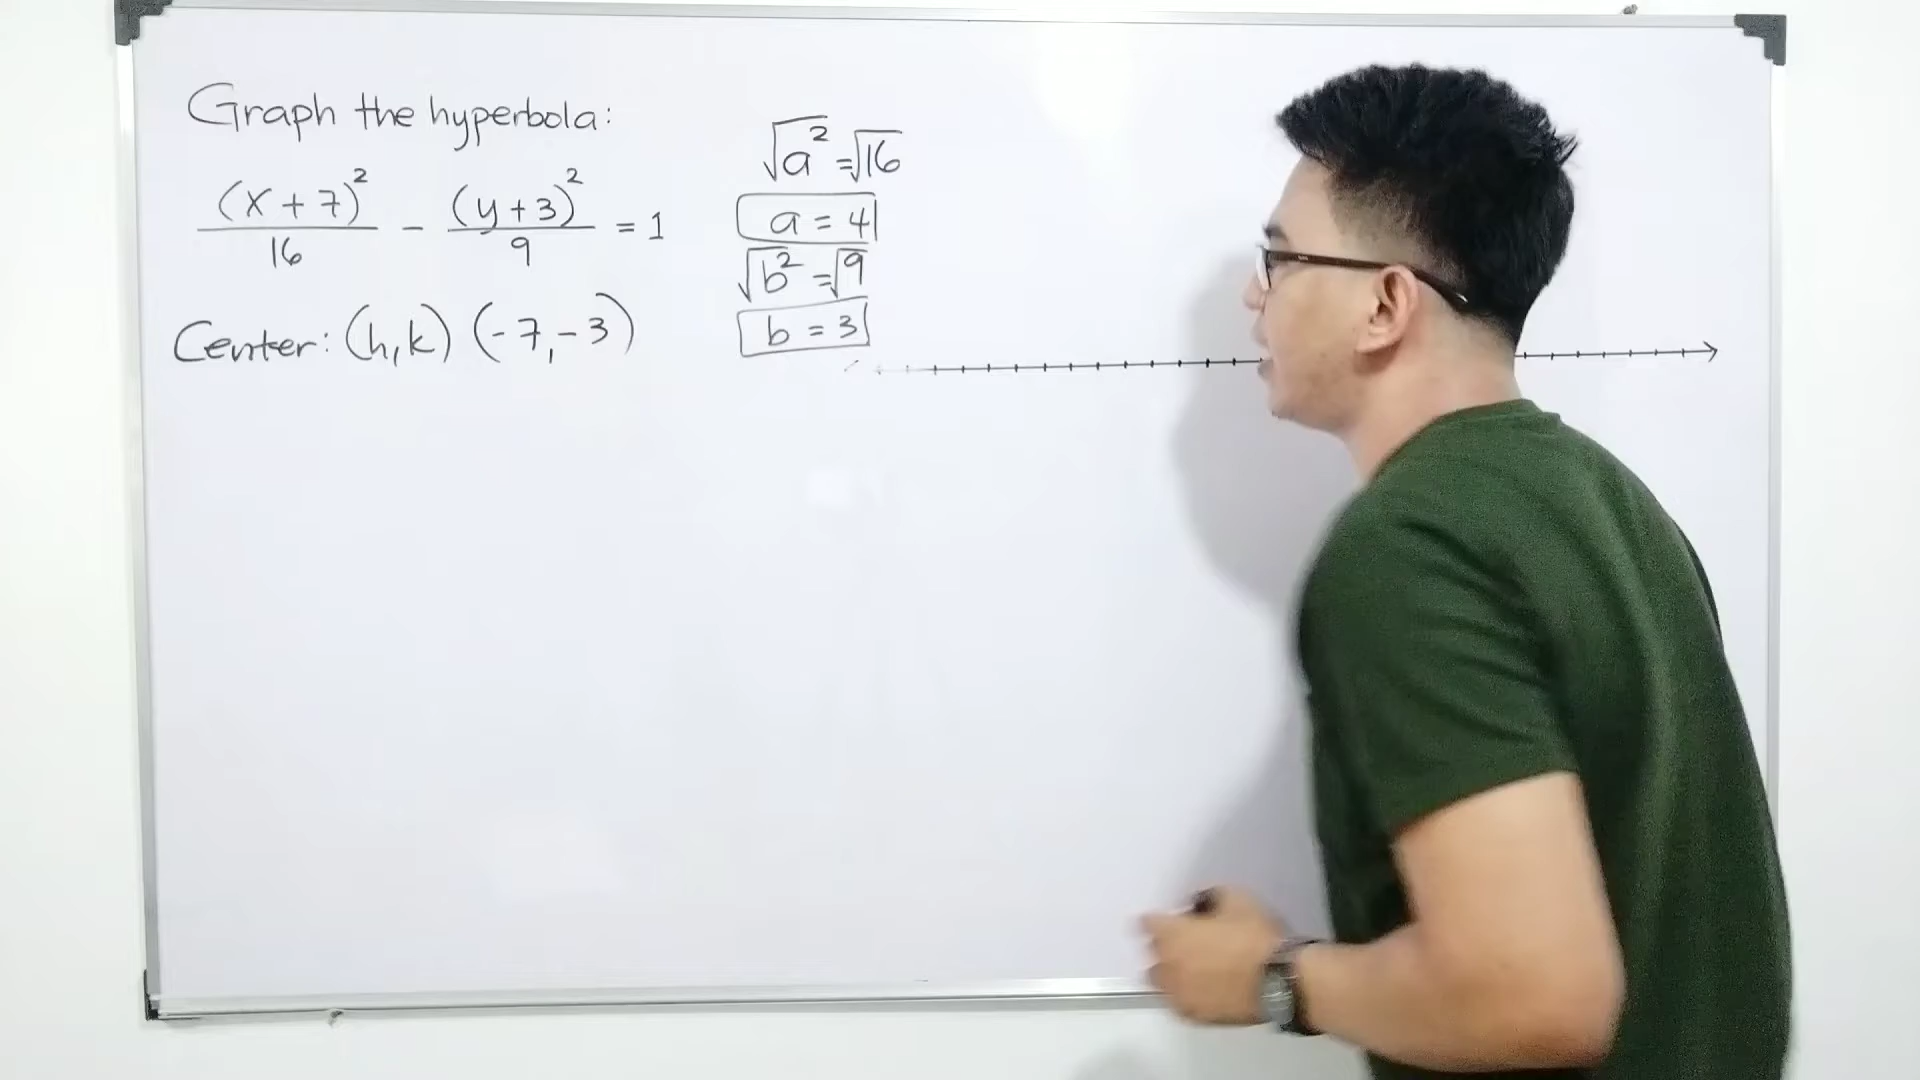 Graph the hyperbola:
(x+7)²/16 - (y+3)²/9 = 1
Center: (h,k) (-7,-3)
√a² = √16
a = 4
√b² = √9
b = 3